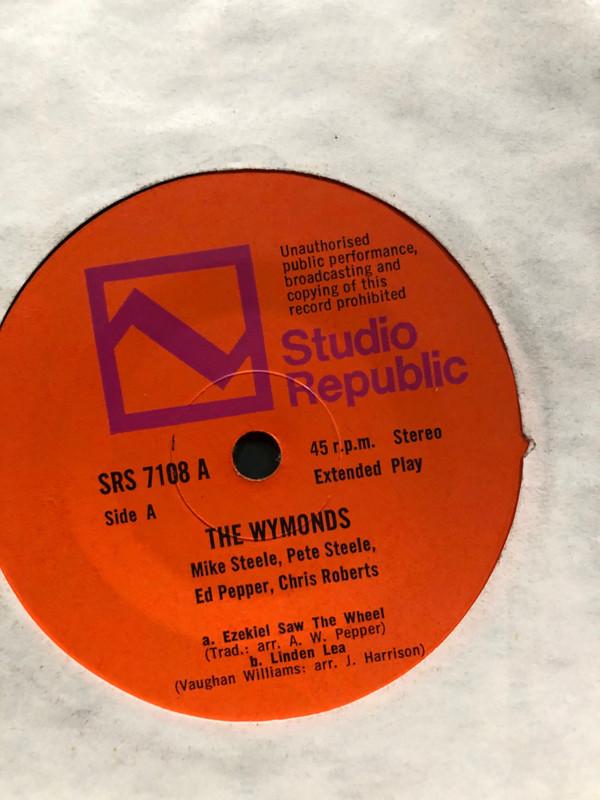 Unauthorised
public performance,
broadcasting and
copying of this
record prohibited
Studio
Republic
45 r.p.m. Stereo
Extended Play
SRS 7108 A
Side A
THE WYMONDS
Mike Steele, Pete Steele,
Ed Pepper, Chris Roberts
a. Ezekiel Saw The Wheel
(Trad.: arr. A. W. Pepper)
b. Linden Lea
(Vaughan Williams: arr. J. Harrison)